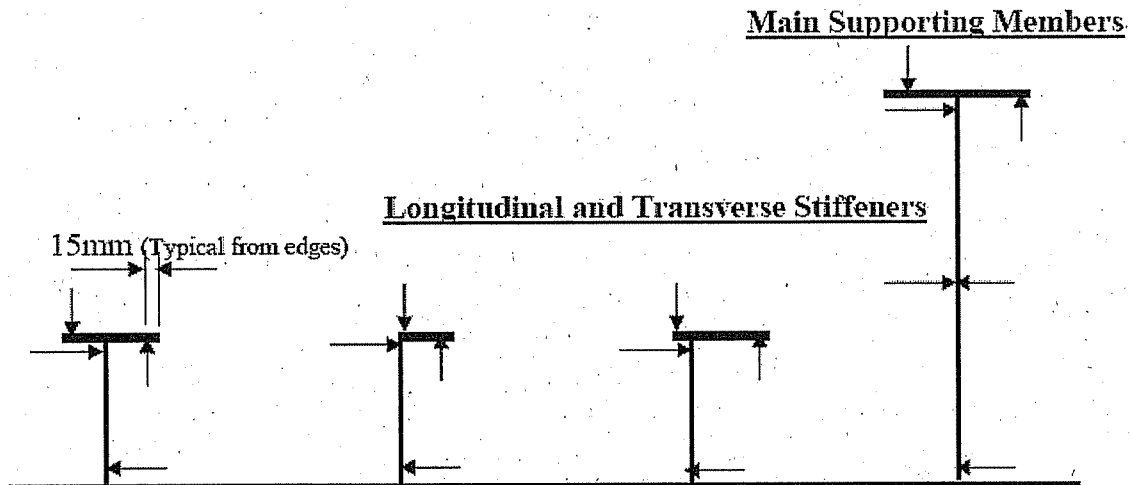 Main Supporting Members
Longitudinal and Transverse Stiffeners
15mm (Typical from edges)